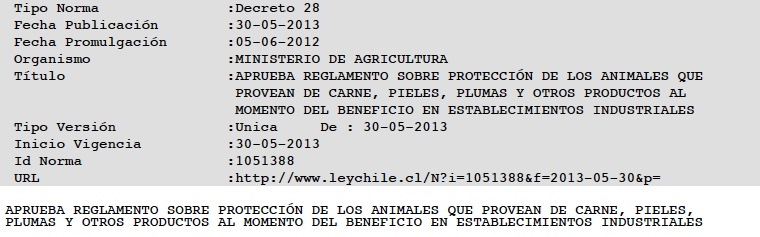 Tipo Norma :Decreto 28
Fecha Publicación :30-05-2013
Fecha Promulgación :05-06-2012
Organismo :MINISTERIO DE AGRICULTURA
Título :APRUEBA REGLAMENTO SOBRE PROTECCIÓN DE LOS ANIMALES QUE
PROVEAN DE CARNE, PIELES, PLUMAS Y OTROS PRODUCTOS AL
MOMENTO DEL BENEFICIO EN ESTABLECIMIENTOS INDUSTRIALES
Tipo Versión :Unica De : 30-05-2013
Inicio Vigencia :30-05-2013
Id Norma :1051388
URL :http://www.leychile.cl/N?i=1051388&f=2013-05-30&p=
APRUEBA REGLAMENTO SOBRE PROTECCIÓN DE LOS ANIMALES QUE PROVEAN DE CARNE, PIELES,
PLUMAS Y OTROS PRODUCTOS AL MOMENTO DEL BENEFICIO EN ESTABLECIMIENTOS INDUSTRIALES